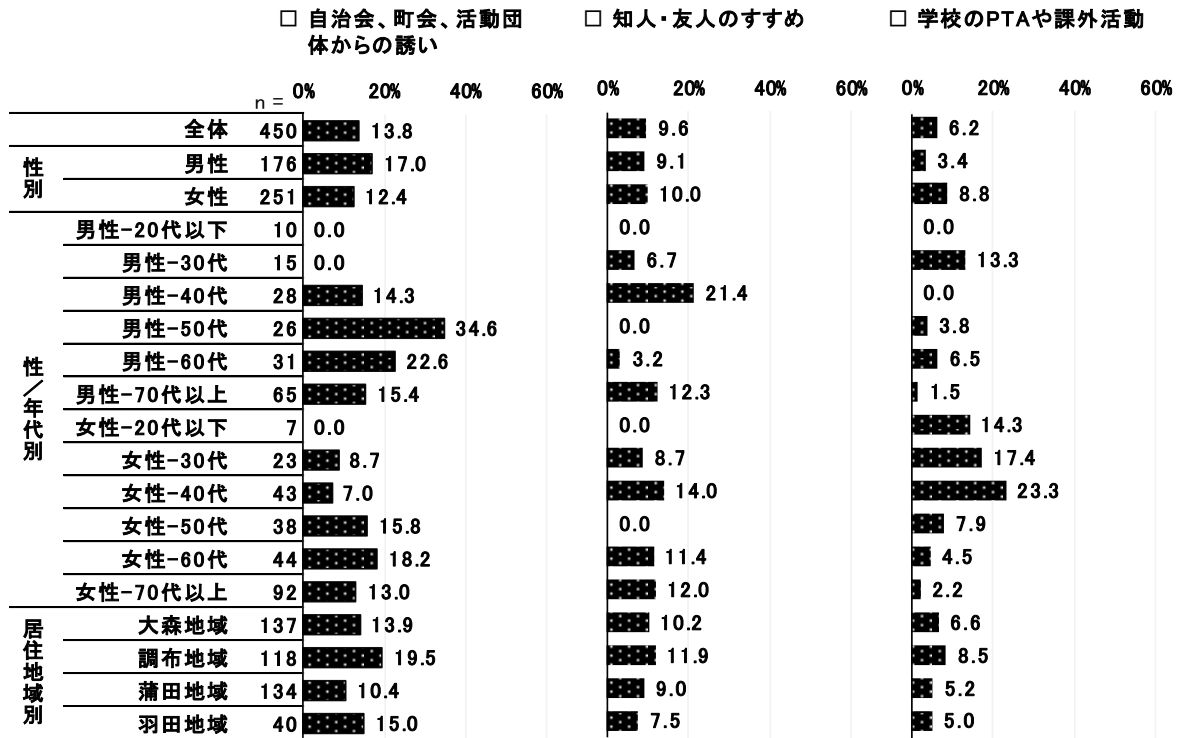 □ 自治会、町会、活動団
体からの誘い
□ 知人・友人のすすめ
□ 学校のPTAや課外活動
n =
0% 20% 40% 60% 0% 20% 40% 60% 0% 20% 40% 60%
全体 450 13.8 9.6 6.2
性別
男性 176 17.0 9.1 3.4
女性 251 12.4 10.0 8.8
性/年代別
男性-20代以下 10 0.0 0.0 0.0
男性-30代 15 0.0 6.7 13.3
男性-40代 28 14.3 21.4 0.0
男性-50代 26 34.6 0.0 3.8
男性-60代 31 22.6 3.2 6.5
男性-70代以上 65 15.4 12.3 1.5
女性-20代以下 7 0.0 0.0 14.3
女性-30代 23 8.7 8.7 17.4
女性-40代 43 7.0 14.0 23.3
女性-50代 38 15.8 0.0 7.9
女性-60代 44 18.2 11.4 4.5
女性-70代以上 92 13.0 12.0 2.2
居住地域別
大森地域 137 13.9 10.2 6.6
調布地域 118 19.5 11.9 8.5
蒲田地域 134 10.4 9.0 5.2
羽田地域 40 15.0 7.5 5.0